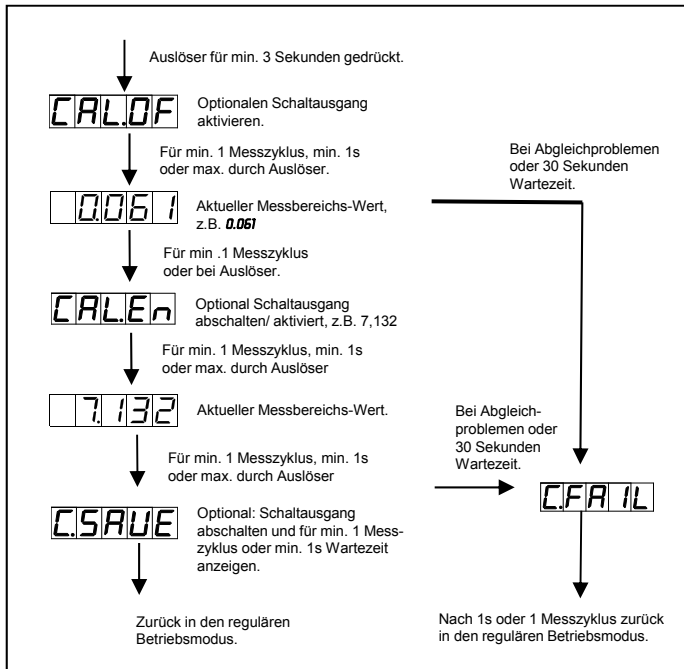 Auslöser für min. 3 Sekunden gedrückt.
CAL.OF
Optionalen Schaltausgang
aktivieren.
Für min. 1 Messzyklus, min. 1s
oder max. durch Auslöser.
Bei Abgleichproblemen
oder 30 Sekunden
Wartezeit.
0.061
Aktueller Messbereichs-Wert,
z.B. 0.061
Für min .1 Messzyklus
oder bei Auslöser.
CAL.En
Optional Schaltausgang
abschalten/ aktiviert, z.B. 7,132
Für min. 1 Messzyklus, min. 1s
oder max. durch Auslöser
7.132
Aktueller Messbereichs-Wert.
Bei Abgleich-
problemen oder
30 Sekunden
Wartezeit.
Für min. 1 Messzyklus, min. 1s
oder max. durch Auslöser
C.SAUE
Optional: Schaltausgang
abschalten und für min. 1 Mess-
zyklus oder min. 1s Wartezeit
anzeigen.
C.FAIL
Zurück in den regulären
Betriebsmodus.
Nach 1s oder 1 Messzyklus zurück
in den regulären Betriebsmodus.